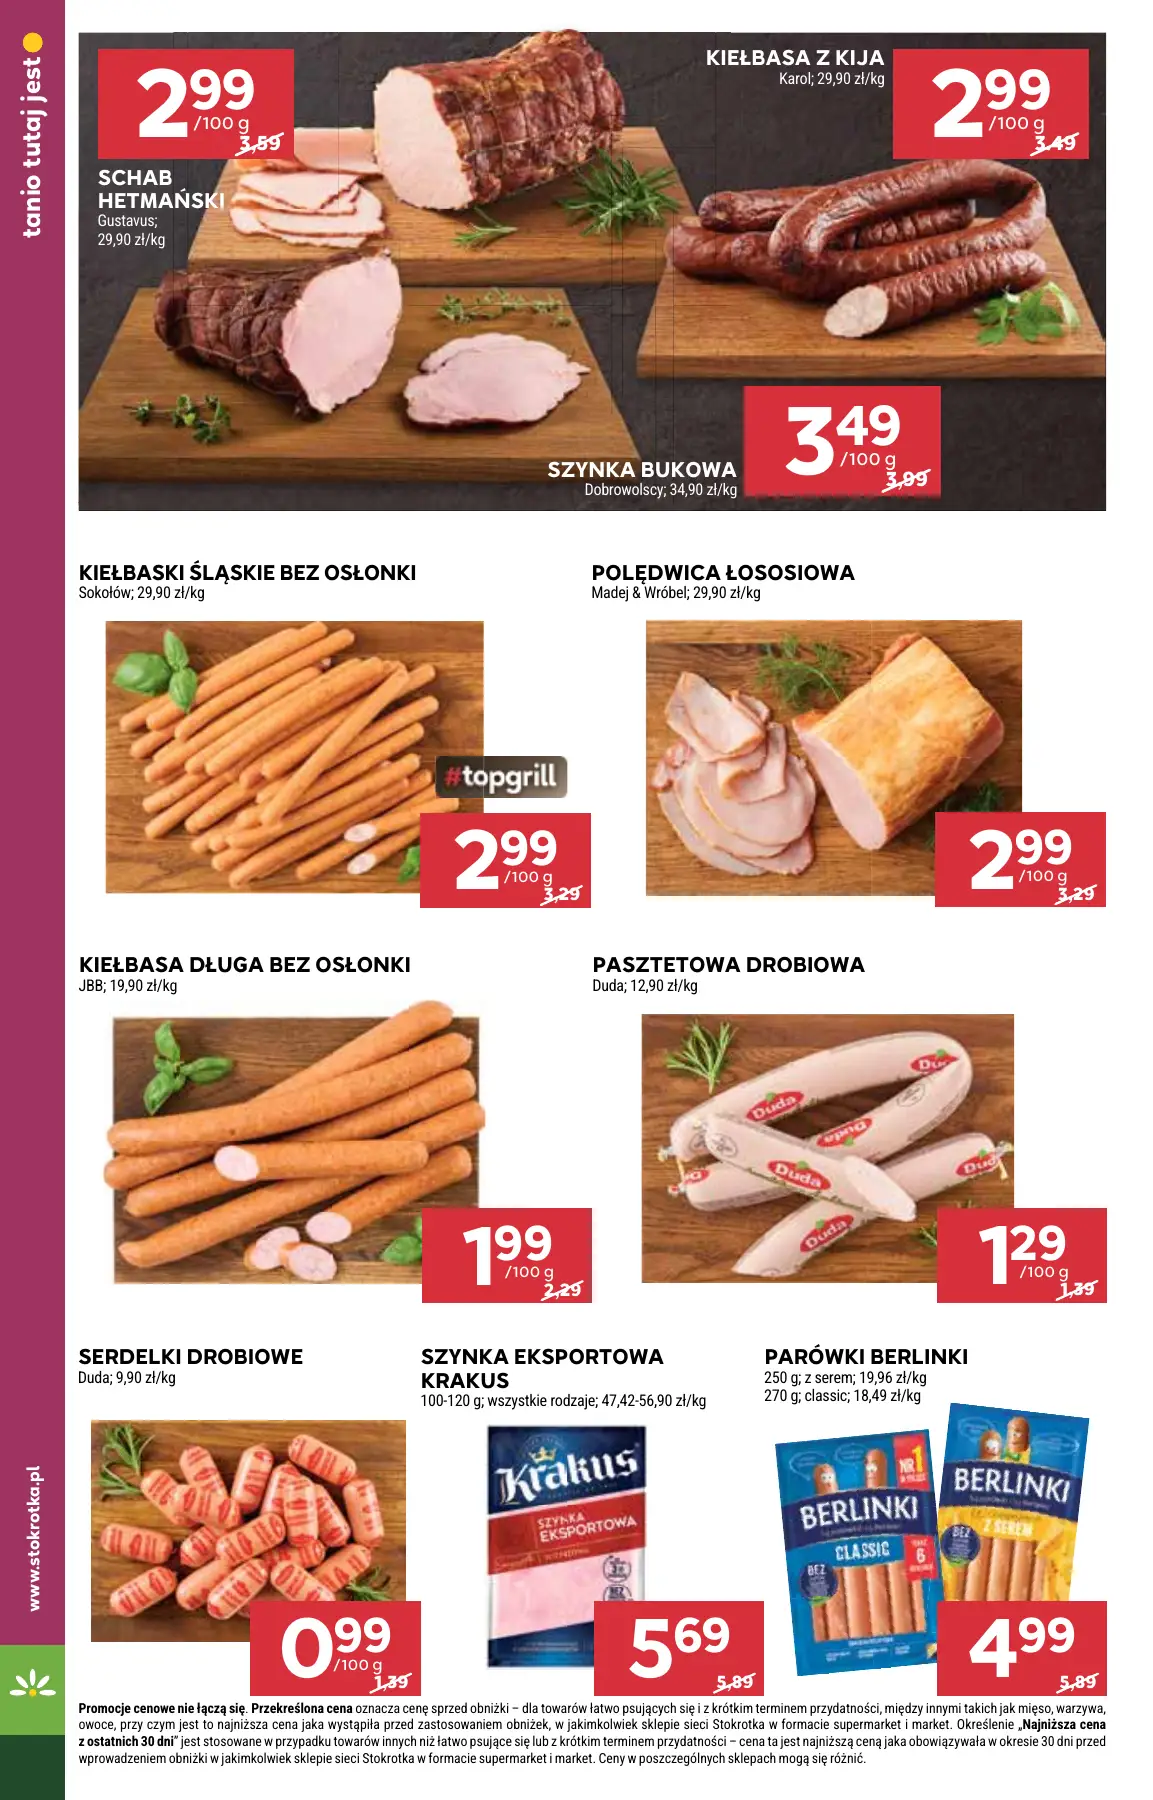 tanio tutaj jest
2 99
/100 g
3,59
SCHAB
HETMAŃSKI
Gustavus;
29,90 zł/kg
KIEŁBASA Z KIJA
Karol; 29,90 zł/kg
2 99
/100 g
3,49
SZYNKA BUKOWA
Dobrowolscy; 34,90 zł/kg
3 49
/100 g
3,99
KIEŁBASKI ŚLĄSKIE BEZ OSŁONKI
Sokołów; 29,90 zł/kg
#topgrill
2 99
/100 g
3,29
POLĘDWICA ŁOSOSIOWA
Madej & Wróbel; 29,90 zł/kg
2 99
/100 g
3,29
KIEŁBASA DŁUGA BEZ OSŁONKI
JBB; 19,90 zł/kg
1 99
/100 g
2,29
PASZTETOWA DROBIOWA
Duda; 12,90 zł/kg
Duda
Duda
Duda
Duda
Duda
Duda
1 29
/100 g
1,39
SERDELKI DROBIOWE
Duda; 9,90 zł/kg
0 99
/100 g
1,39
SZYNKA EKSPORTOWA
KRAKUS
100-120 g; wszystkie rodzaje; 47,42-56,90 zł/kg
Krakus
SZYNKA
EKSPORTOWA
5 69
5,89
PARÓWKI BERLINKI
250 g; z serem; 19,96 zł/kg
270 g; classic; 18,49 zł/kg
NR 1
BERLINKI
CLASSIC
BEZ
6
BERLINKI
Z SEREM
BEZ
4 99
5,89
www.stokrotka.pl
Promocje cenowe nie łączą się. Przekreślona cena oznacza cenę sprzed obniżki – dla towarów łatwo psujących się i z krótkim terminem przydatności, między innymi takich jak mięso, warzywa,
owoce, przy czym jest to najniższa cena jaka wystąpiła przed zastosowaniem obniżek, w jakimkolwiek sklepie sieci Stokrotka w formacie supermarket i market. Określenie „Najniższa cena
z ostatnich 30 dni” jest stosowane w przypadku towarów innych niż łatwo psujące się lub z krótkim terminem przydatności – cena ta jest najniższą ceną jaka obowiązywała w okresie 30 dni przed
wprowadzeniem obniżki w jakimkolwiek sklepie sieci Stokrotka w formacie supermarket i market. Ceny w poszczególnych sklepach mogą się różnić.